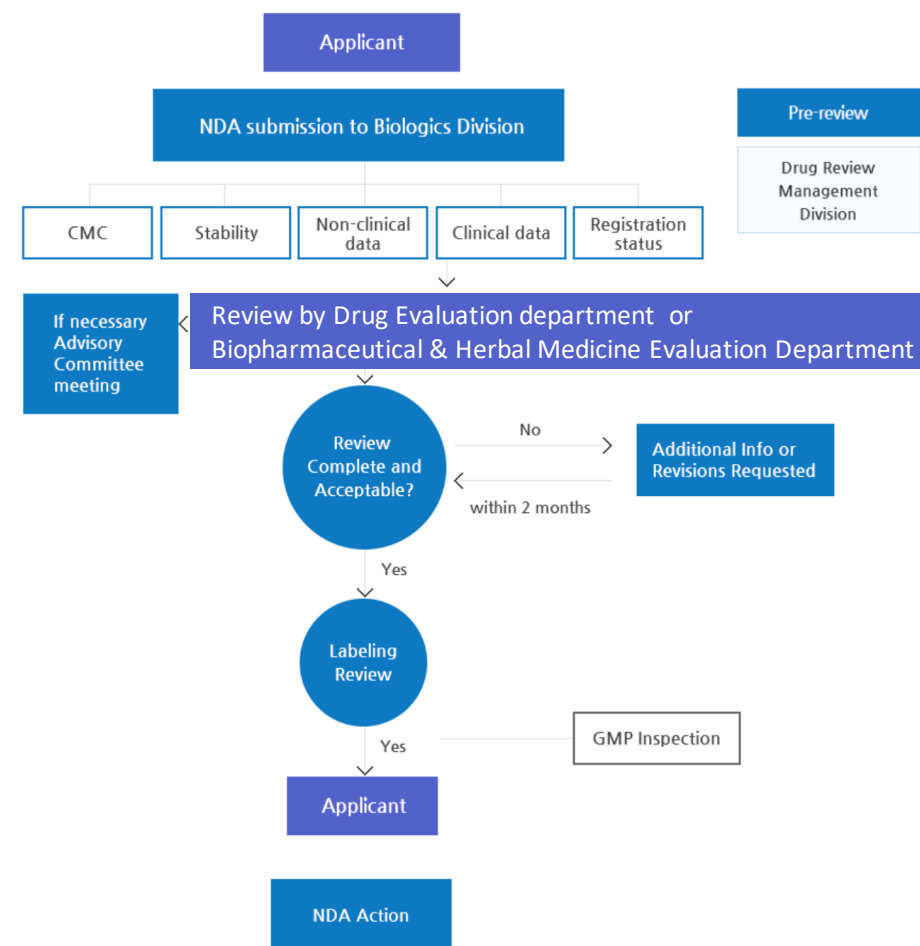 Applicant
NDA submission to Biologics Division
Pre-review
Drug Review
Management
Division
CMC
Stability
Non-clinical
data
Clinical data
Registration
status
If necessary
Advisory
Committee
meeting
Review by Drug Evaluation department or
Biopharmaceutical & Herbal Medicine Evaluation Department
Review
Complete and
Acceptable?
No
within 2 months
Additional Info or
Revisions Requested
Yes
Labeling
Review
Yes
GMP Inspection
Applicant
NDA Action